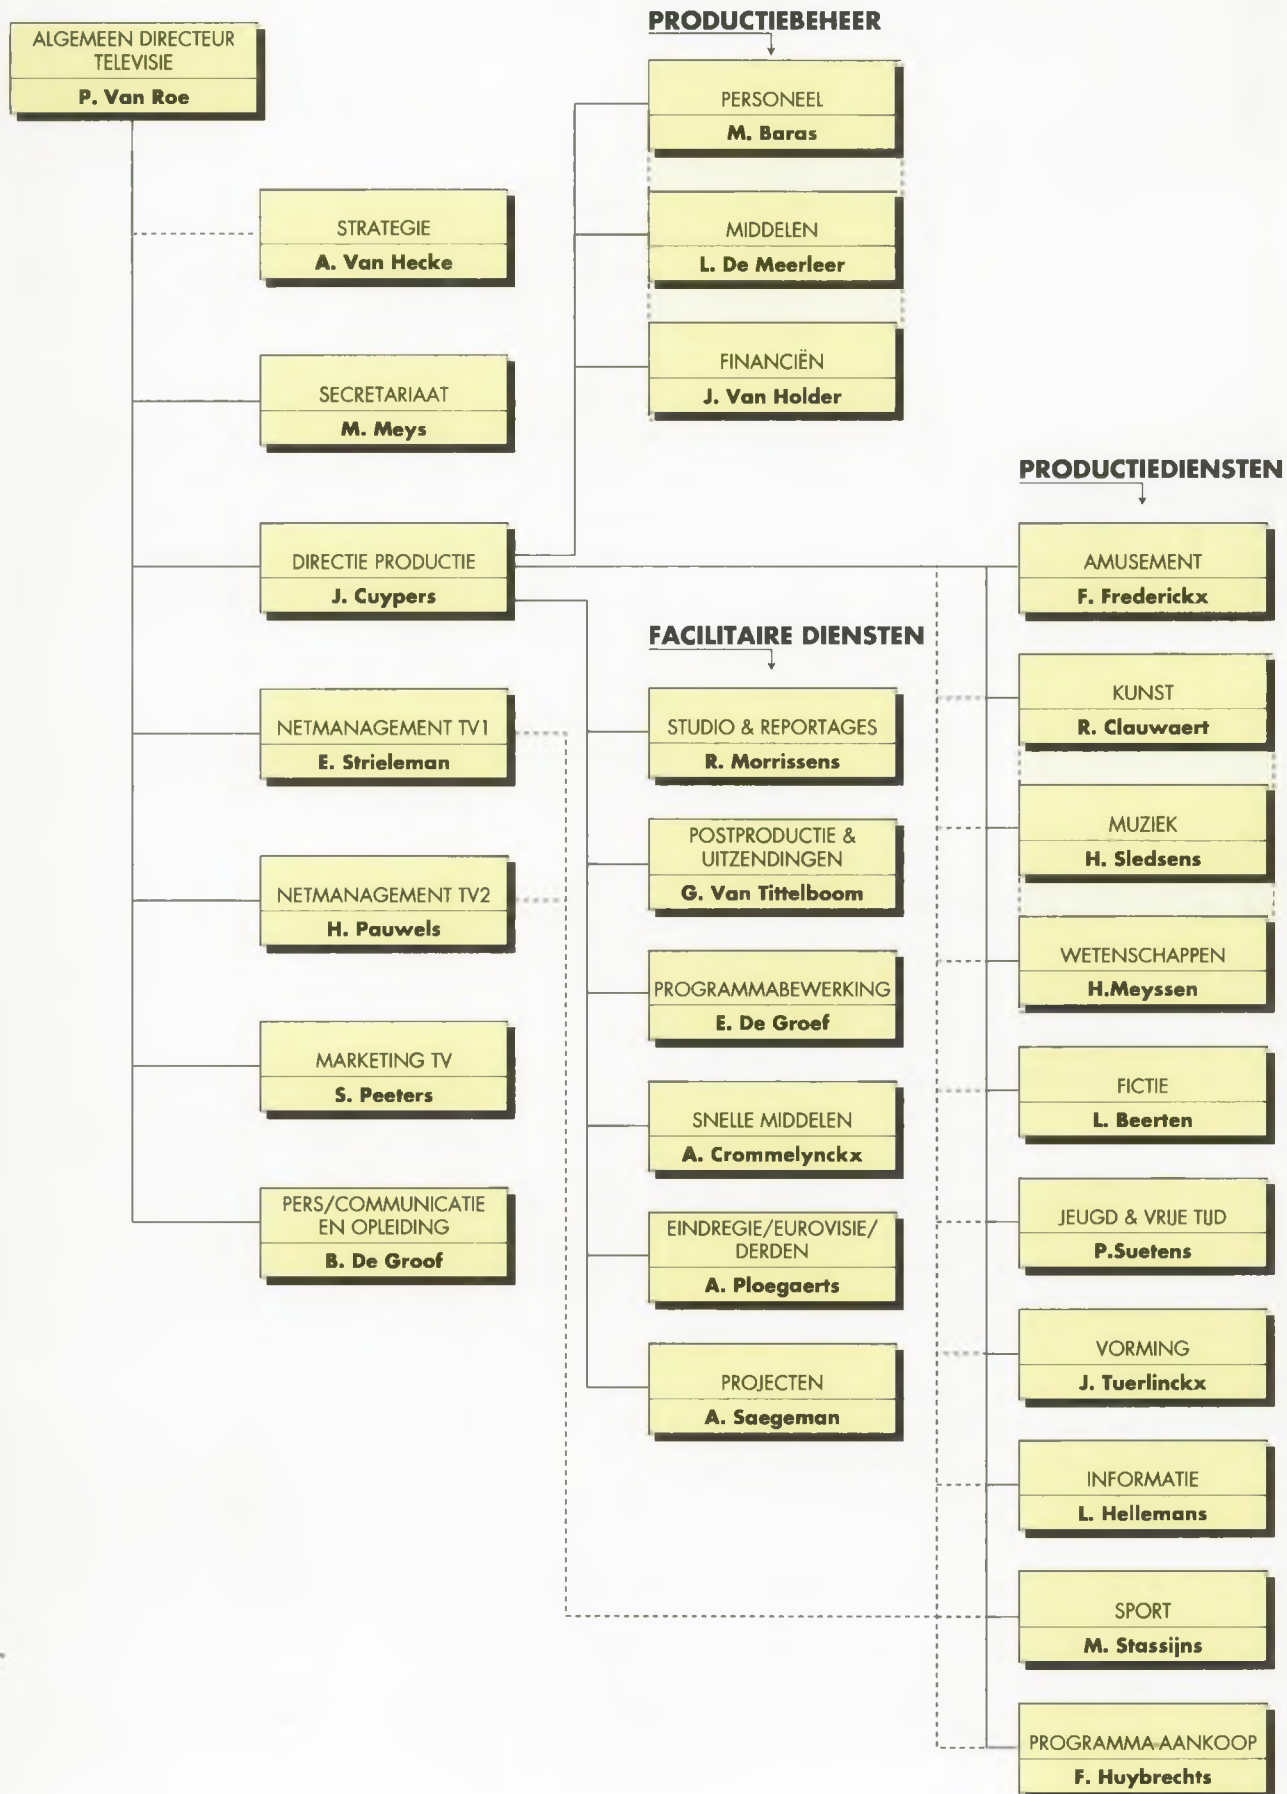 ALGEMEEN DIRECTEUR
TELEVISIE
P. Van Roe
STRATEGIE
A. Van Hecke
SECRETARIAAT
M. Meys
DIRECTIE PRODUCTIE
J. Cuypers
NETMANAGEMENT TV1
E. Strieleman
NETMANAGEMENT TV2
H. Pauwels
MARKETING TV
S. Peeters
PERS/COMMUNICATIE
EN OPLEIDING
B. De Groof
PRODUCTIEBEHEER
PERSONEEL
M. Baras
MIDDELEN
L. De Meerleer
FINANCIËN
J. Van Holder
FACILITAIRE DIENSTEN
STUDIO & REPORTAGES
R. Morrissens
POSTPRODUCTIE &
UITZENDINGEN
G. Van Tittelboom
PROGRAMMABEWERKING
E. De Groef
SNELLE MIDDELEN
A. Crommelynckx
EINDREGIE/EUROVISIE/
DERDEN
A. Ploegaerts
PROJECTEN
A. Saegeman
PRODUCTIEDIENSTEN
AMUSEMENT
F. Frederickx
KUNST
R. Clauwaert
MUZIEK
H. Sledsens
WETENSCHAPPEN
H.Meyssen
FICTIE
L. Beerten
JEUGD & VRIJE TIJD
P.Suetens
VORMING
J. Tuerlinckx
INFORMATIE
L. Hellemans
SPORT
M. Stassijns
PROGRAMMA-AANKOOP
F. Huybrechts